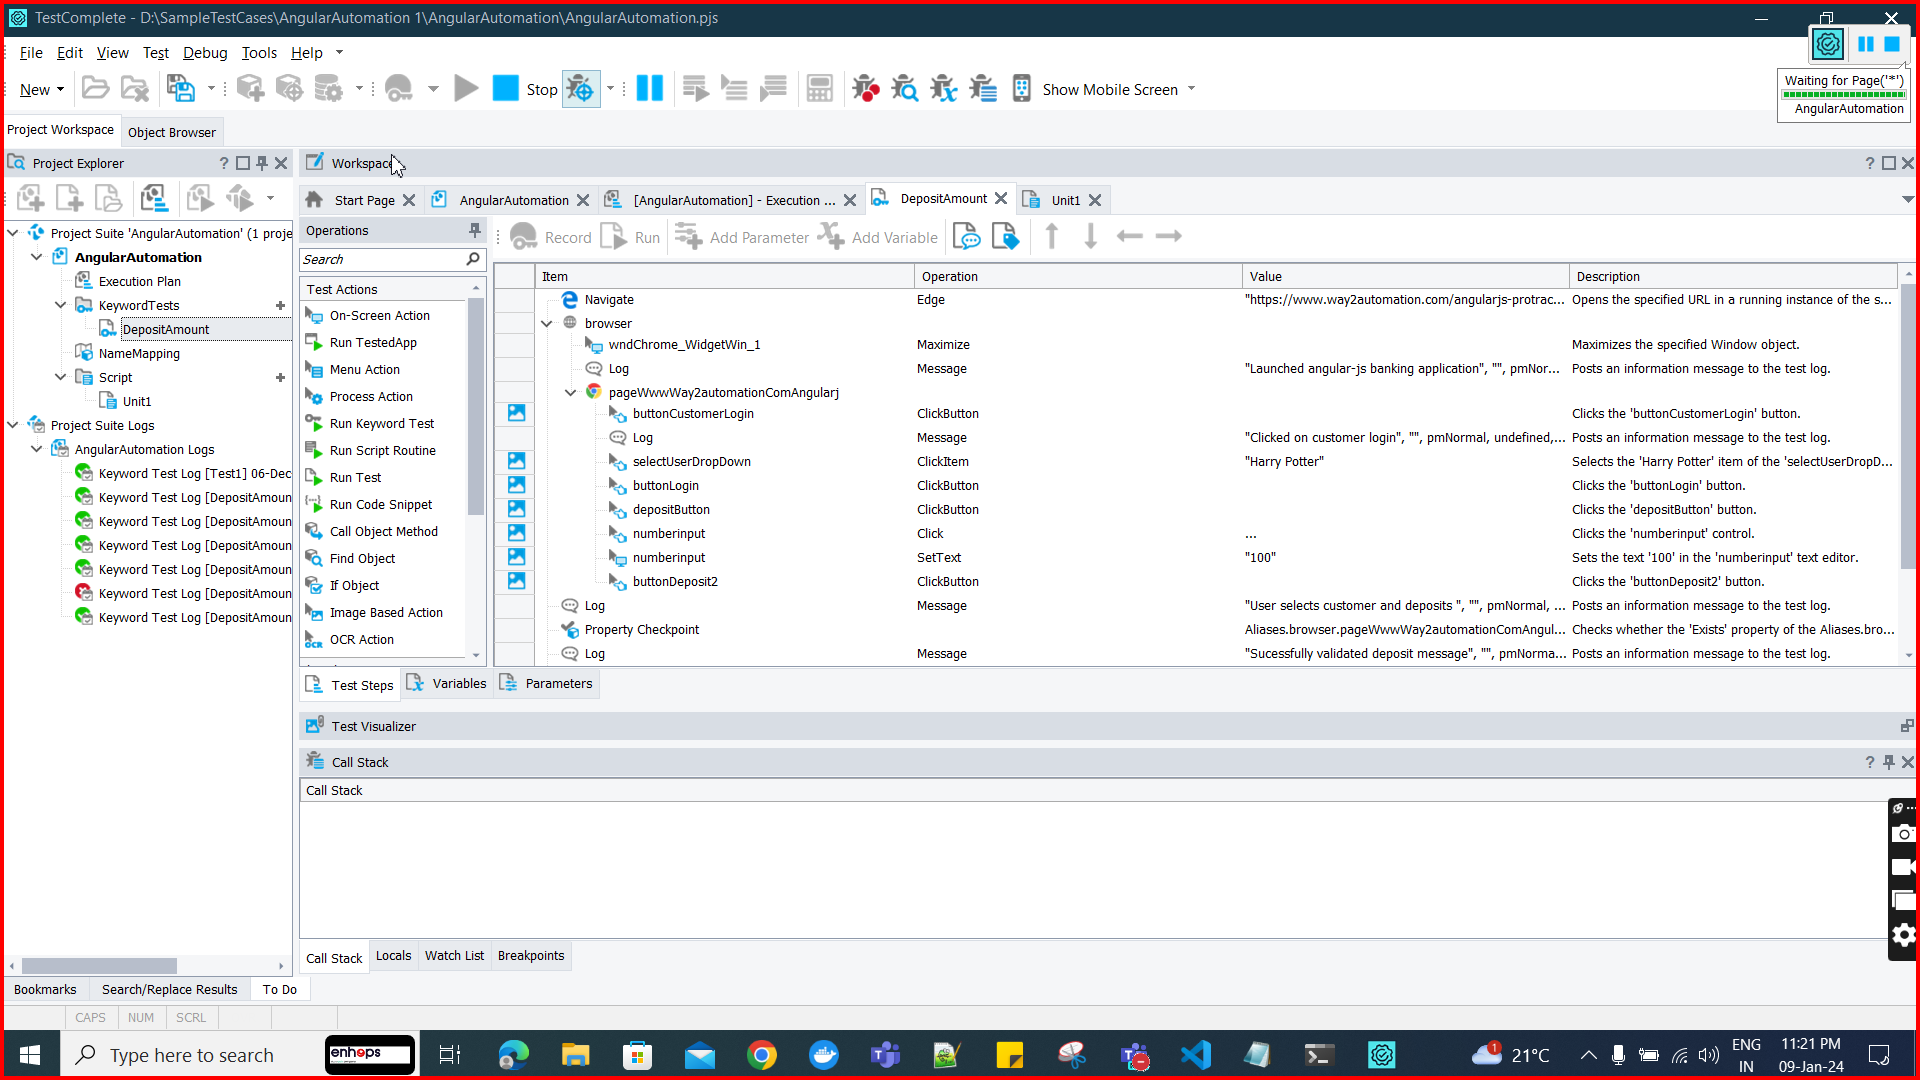 TestComplete - D:\SampleTestCases\AngularAutomation 1\AngularAutomation\AngularAutomation.pjs
File Edit View Test Debug Tools Help
New Stop Show Mobile Screen
Waiting for Page('*')
AngularAutomation
Project Workspace Object Browser
Project Explorer ?
Workspace ?
Start Page AngularAutomation [AngularAutomation] - Execution ... DepositAmount Unit1
Project Suite 'AngularAutomation' (1 proje
AngularAutomation
Execution Plan
KeywordTests
DepositAmount
NameMapping
Script
Unit1
Project Suite Logs
AngularAutomation Logs
Keyword Test Log [Test1] 06-Dec
Keyword Test Log [DepositAmoun
Keyword Test Log [DepositAmoun
Keyword Test Log [DepositAmoun
Keyword Test Log [DepositAmoun
Keyword Test Log [DepositAmoun
Keyword Test Log [DepositAmoun
Operations
Search
Test Actions
On-Screen Action
Run TestedApp
Menu Action
Process Action
Run Keyword Test
Run Script Routine
Run Test
Run Code Snippet
Call Object Method
Find Object
If Object
Image Based Action
OCR Action
Record Run Add Parameter Add Variable
Item Operation Value Description
Navigate Edge "https://www.way2automation.com/angularjs-protrac... Opens the specified URL in a running instance of the s...
browser
wndChrome_WidgetWin_1 Maximize Maximizes the specified Window object.
Log Message "Launched angular-js banking application", "", pmNor... Posts an information message to the test log.
pageWwwWay2automationComAngularj
buttonCustomerLogin ClickButton Clicks the 'buttonCustomerLogin' button.
Log Message "Clicked on customer login", "", pmNormal, undefined,... Posts an information message to the test log.
selectUserDropDown ClickItem "Harry Potter" Selects the 'Harry Potter' item of the 'selectUserDropD...
buttonLogin ClickButton Clicks the 'buttonLogin' button.
depositButton ClickButton Clicks the 'depositButton' button.
numberinput Click ... Clicks the 'numberinput' control.
numberinput SetText "100" Sets the text '100' in the 'numberinput' text editor.
buttonDeposit2 ClickButton Clicks the 'buttonDeposit2' button.
Log Message "User selects customer and deposits ", "", pmNormal, ... Posts an information message to the test log.
Property Checkpoint Aliases.browser.pageWwwWay2automationComAngul... Checks whether the 'Exists' property of the Aliases.bro...
Log Message "Sucessfully validated deposit message", "", pmNorma... Posts an information message to the test log.
Test Steps Variables Parameters
Test Visualizer
Call Stack ?
Call Stack
Call Stack Locals Watch List Breakpoints
Bookmarks Search/Replace Results To Do
CAPS NUM SCRL
Type here to search enhops 1 21°C ENG 11:21 PM
IN 09-Jan-24